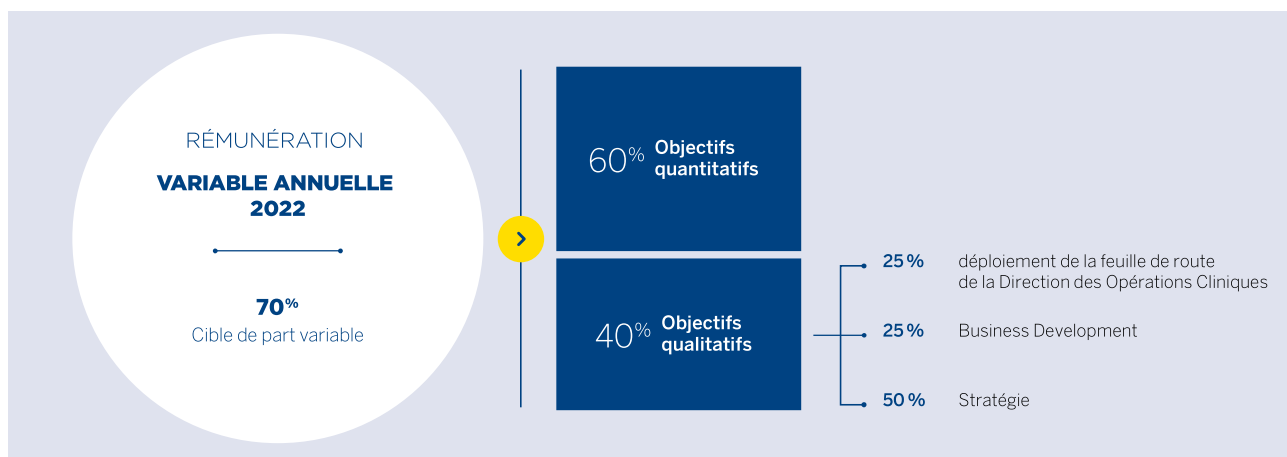 RÉMUNÉRATION
VARIABLE ANNUELLE
2022
70%
Cible de part variable
60% Objectifs
quantitatifs
40% Objectifs
qualitatifs
25 % déploiement de la feuille de route
de la Direction des Opérations Cliniques
25 % Business Development
50 % Stratégie